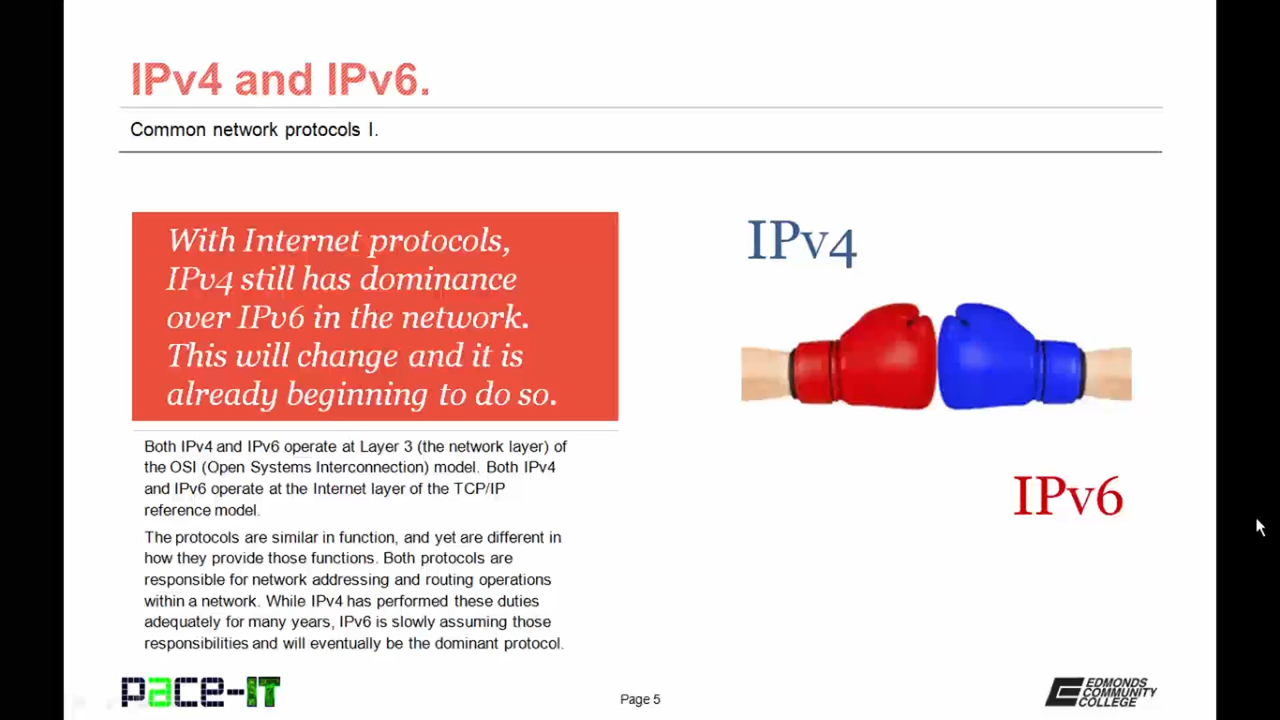 IPv4 and IPv6.
Common network protocols I.
With Internet protocols,
IPv4 still has dominance
over IPv6 in the network.
This will change and it is
already beginning to do so.
Both IPv4 and IPv6 operate at Layer 3 (the network layer) of
the OSI (Open Systems Interconnection) model. Both IPv4
and IPv6 operate at the Internet layer of the TCP/IP
reference model.
The protocols are similar in function, and yet are different in
how they provide those functions. Both protocols are
responsible for network addressing and routing operations
within a network. While IPv4 has performed these duties
adequately for many years, IPv6 is slowly assuming those
responsibilities and will eventually be the dominant protocol.
IPv4
IPv6
pace-IT
Page 5
EDMONDS
COMMUNITY
COLLEGE